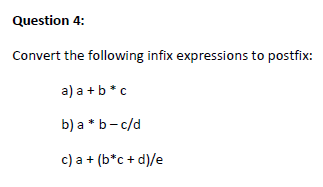 Question 4:
Convert the following infix expressions to postfix:
a) a + b * c
b) a * b – c/d
c) a + (b*c + d)/e